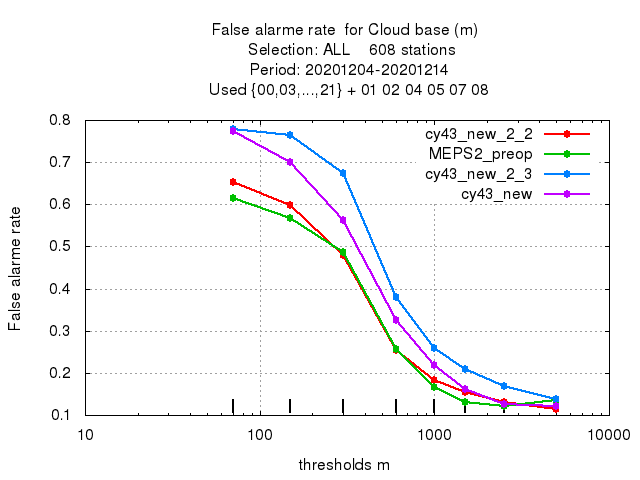 False alarme rate  for Cloud base (m)
Selection: ALL    608 stations
Period: 20201204-20201214
Used {00,03,...,21} + 01 02 04 05 07 08
0.8
0.7
0.6
0.5
0.4
0.3
0.2
0.1
False alarme rate
cy43_new_2_2
MEPS2_preop
cy43_new_2_3
cy43_new
10 100 1000 10000
thresholds m